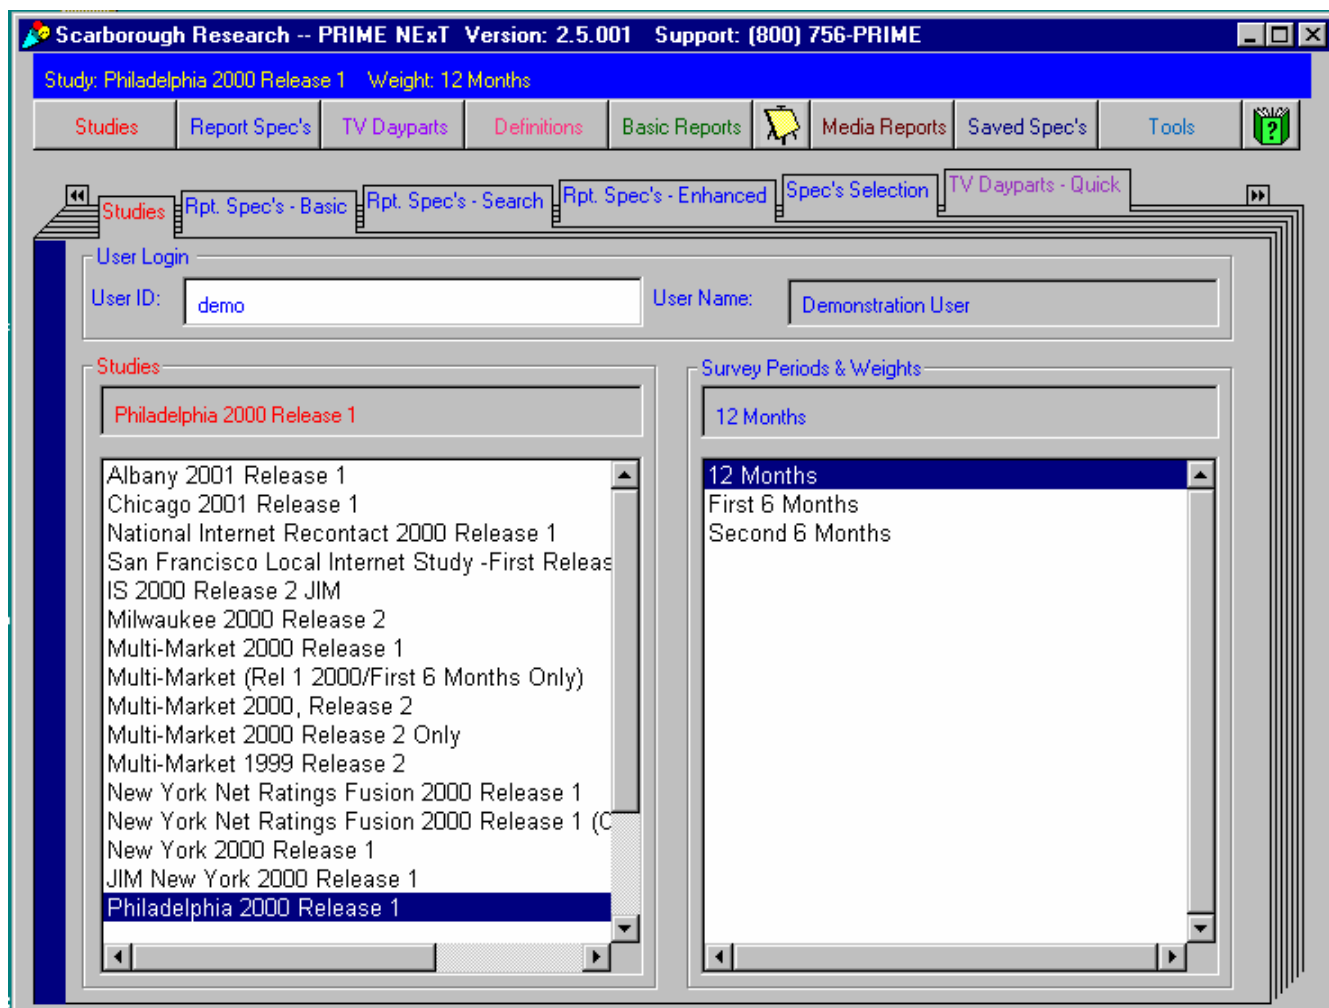 Scarborough Research -- PRIME NExT Version: 2.5.001 Support: (800) 756-PRIME
Study: Philadelphia 2000 Release 1 Weight: 12 Months
Studies Report Spec's TV Dayparts Definitions Basic Reports Media Reports Saved Spec's Tools ?
Studies Rpt. Spec's - Basic Rpt. Spec's - Search Rpt. Spec's - Enhanced Spec's Selection TV Dayparts - Quick
User Login
User ID: demo User Name: Demonstration User
Studies
Philadelphia 2000 Release 1
Albany 2001 Release 1
Chicago 2001 Release 1
National Internet Recontact 2000 Release 1
San Francisco Local Internet Study -First Releas
IS 2000 Release 2 JIM
Milwaukee 2000 Release 2
Multi-Market 2000 Release 1
Multi-Market (Rel 1 2000/First 6 Months Only)
Multi-Market 2000, Release 2
Multi-Market 2000 Release 2 Only
Multi-Market 1999 Release 2
New York Net Ratings Fusion 2000 Release 1
New York Net Ratings Fusion 2000 Release 1 (C
New York 2000 Release 1
JIM New York 2000 Release 1
Philadelphia 2000 Release 1
Survey Periods & Weights
12 Months
12 Months
First 6 Months
Second 6 Months